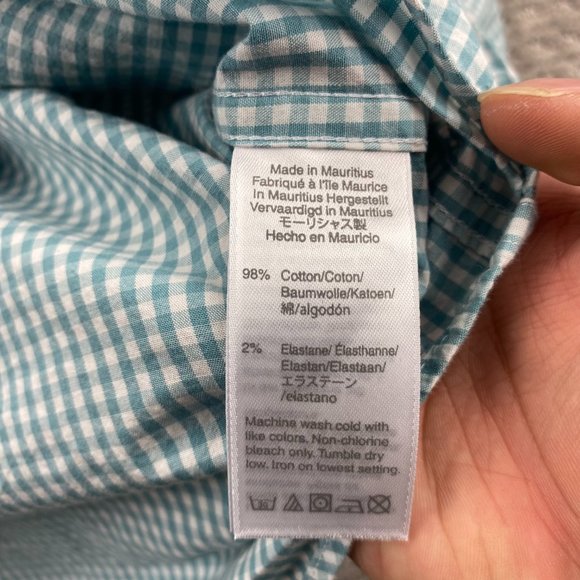 Made in Mauritius
Fabriqué à l'île Maurice
In Mauritius Hergestellt
Vervaardigd in Mauritius
モーリシャス製
Hecho en Mauricio
98% Cotton/Coton/
Baumwolle/Katoen/
綿/algodón
2% Elastane/ Élasthanne/
Elastan/Elastaan/
エラステーン
/elastano
Machine wash cold with
like colors. Non-chlorine
bleach only. Tumble dry
low. Iron on lowest setting.
30